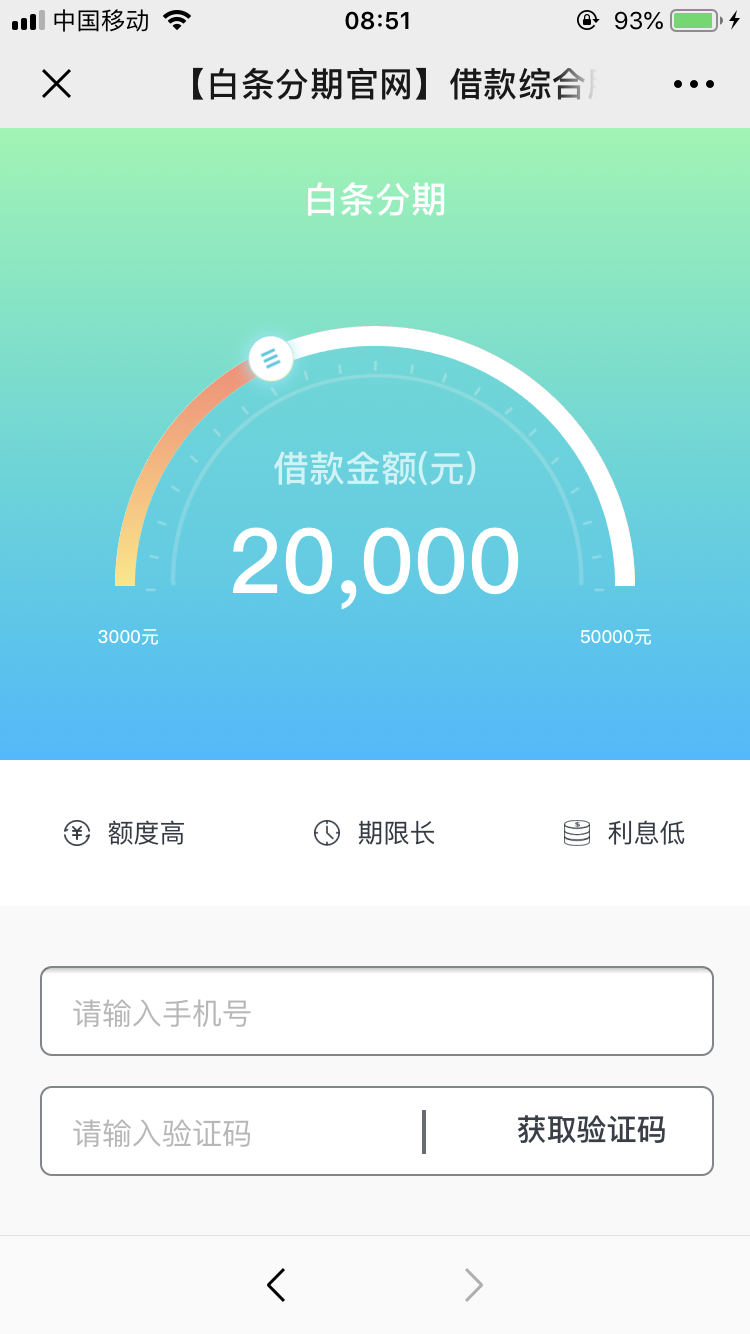 中国移动 08:51 93%
【白条分期官网】借款综合
白条分期
借款金额(元)
20,000
3000元 50000元
额度高 期限长 利息低
请输入手机号
请输入验证码 获取验证码